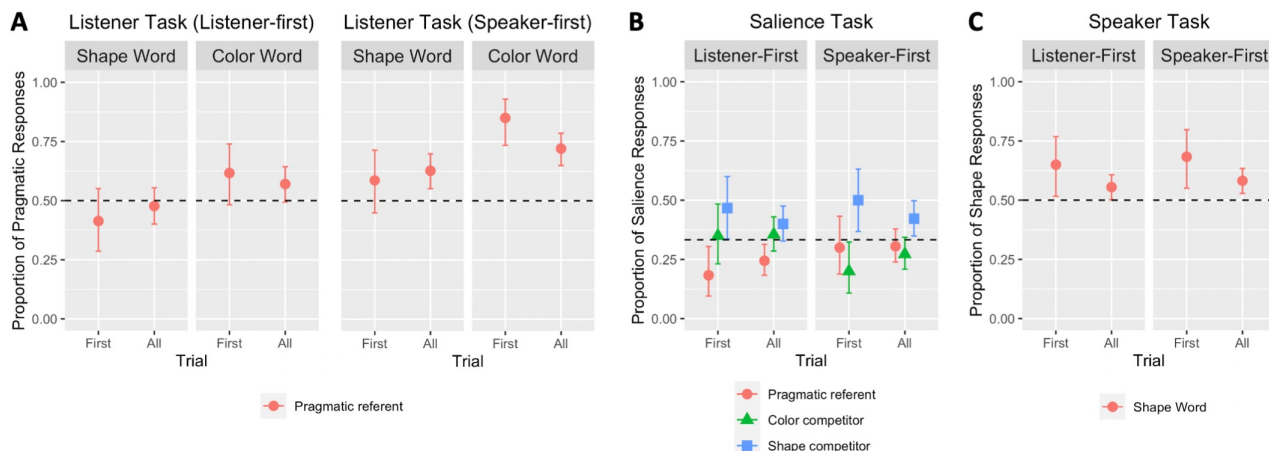 A
Listener Task (Listener-first)
Listener Task (Speaker-first)
Shape Word
Color Word
Shape Word
Color Word
Proportion of Pragmatic Responses
1.00
0.75
0.50
0.25
0.00
First
All
First
All
First
All
First
All
Trial
Trial
Pragmatic referent
B
Salience Task
Listener-First
Speaker-First
Proportion of Salience Responses
1.00
0.75
0.50
0.25
0.00
First
All
First
All
Trial
Pragmatic referent
Color competitor
Shape competitor
C
Speaker Task
Listener-First
Speaker-First
Proportion of Shape Responses
1.00
0.75
0.50
0.25
0.00
First
All
First
All
Trial
Shape Word